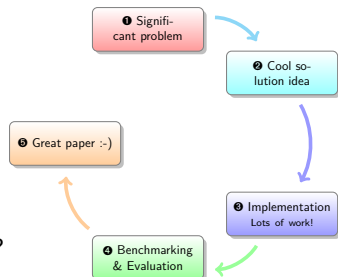 ❶ Signifi-
cant problem
❷ Cool so-
lution idea
❸ Implementation
Lots of work!
❹ Benchmarking
& Evaluation
❺ Great paper :-)
?